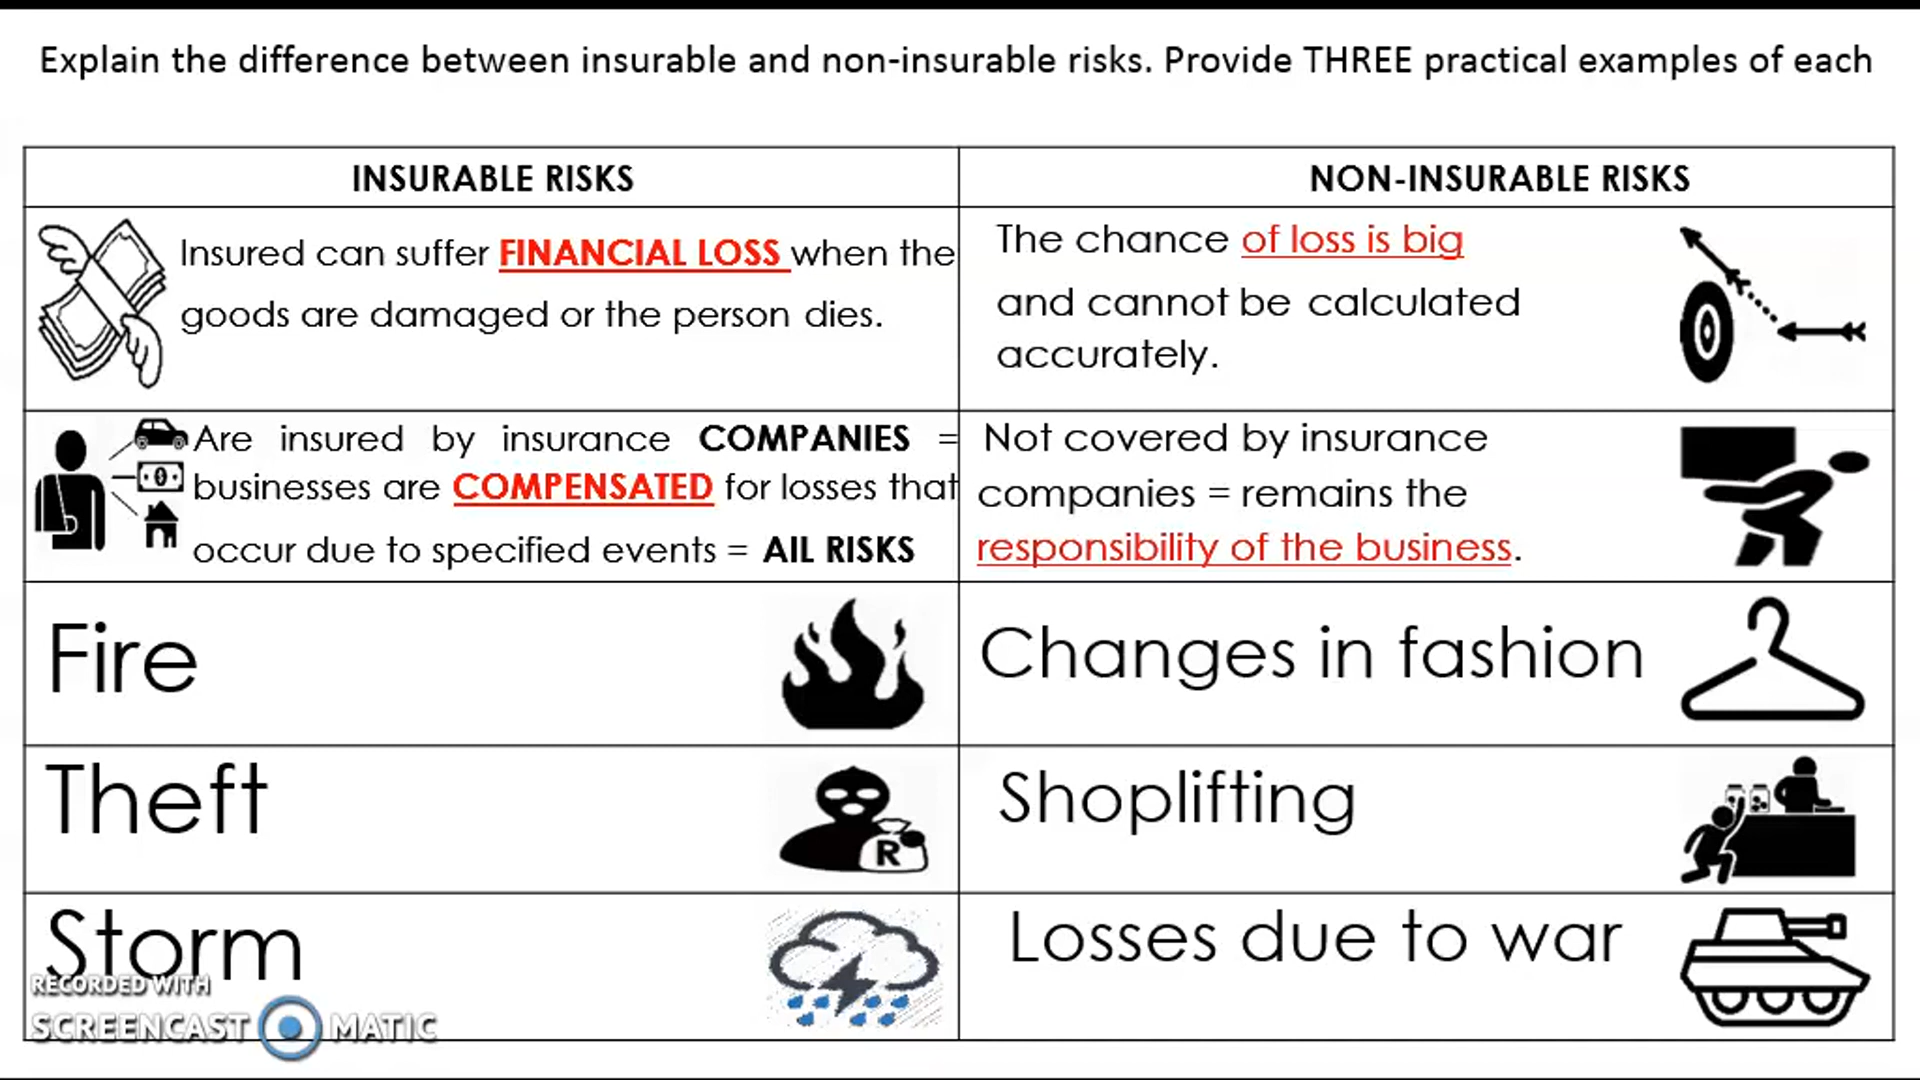 Explain the difference between insurable and non-insurable risks. Provide THREE practical examples of each
INSURABLE RISKS
NON-INSURABLE RISKS
Insured can suffer FINANCIAL LOSS when the
goods are damaged or the person dies.
The chance of loss is big
and cannot be calculated
accurately.
Are insured by insurance COMPANIES =
businesses are COMPENSATED for losses that
occur due to specified events = AIL RISKS
Not covered by insurance
companies = remains the
responsibility of the business.
Fire
Changes in fashion
Theft
R
Shoplifting
Storm
Losses due to war
RECORDED WITH
SCREENCAST MATIC